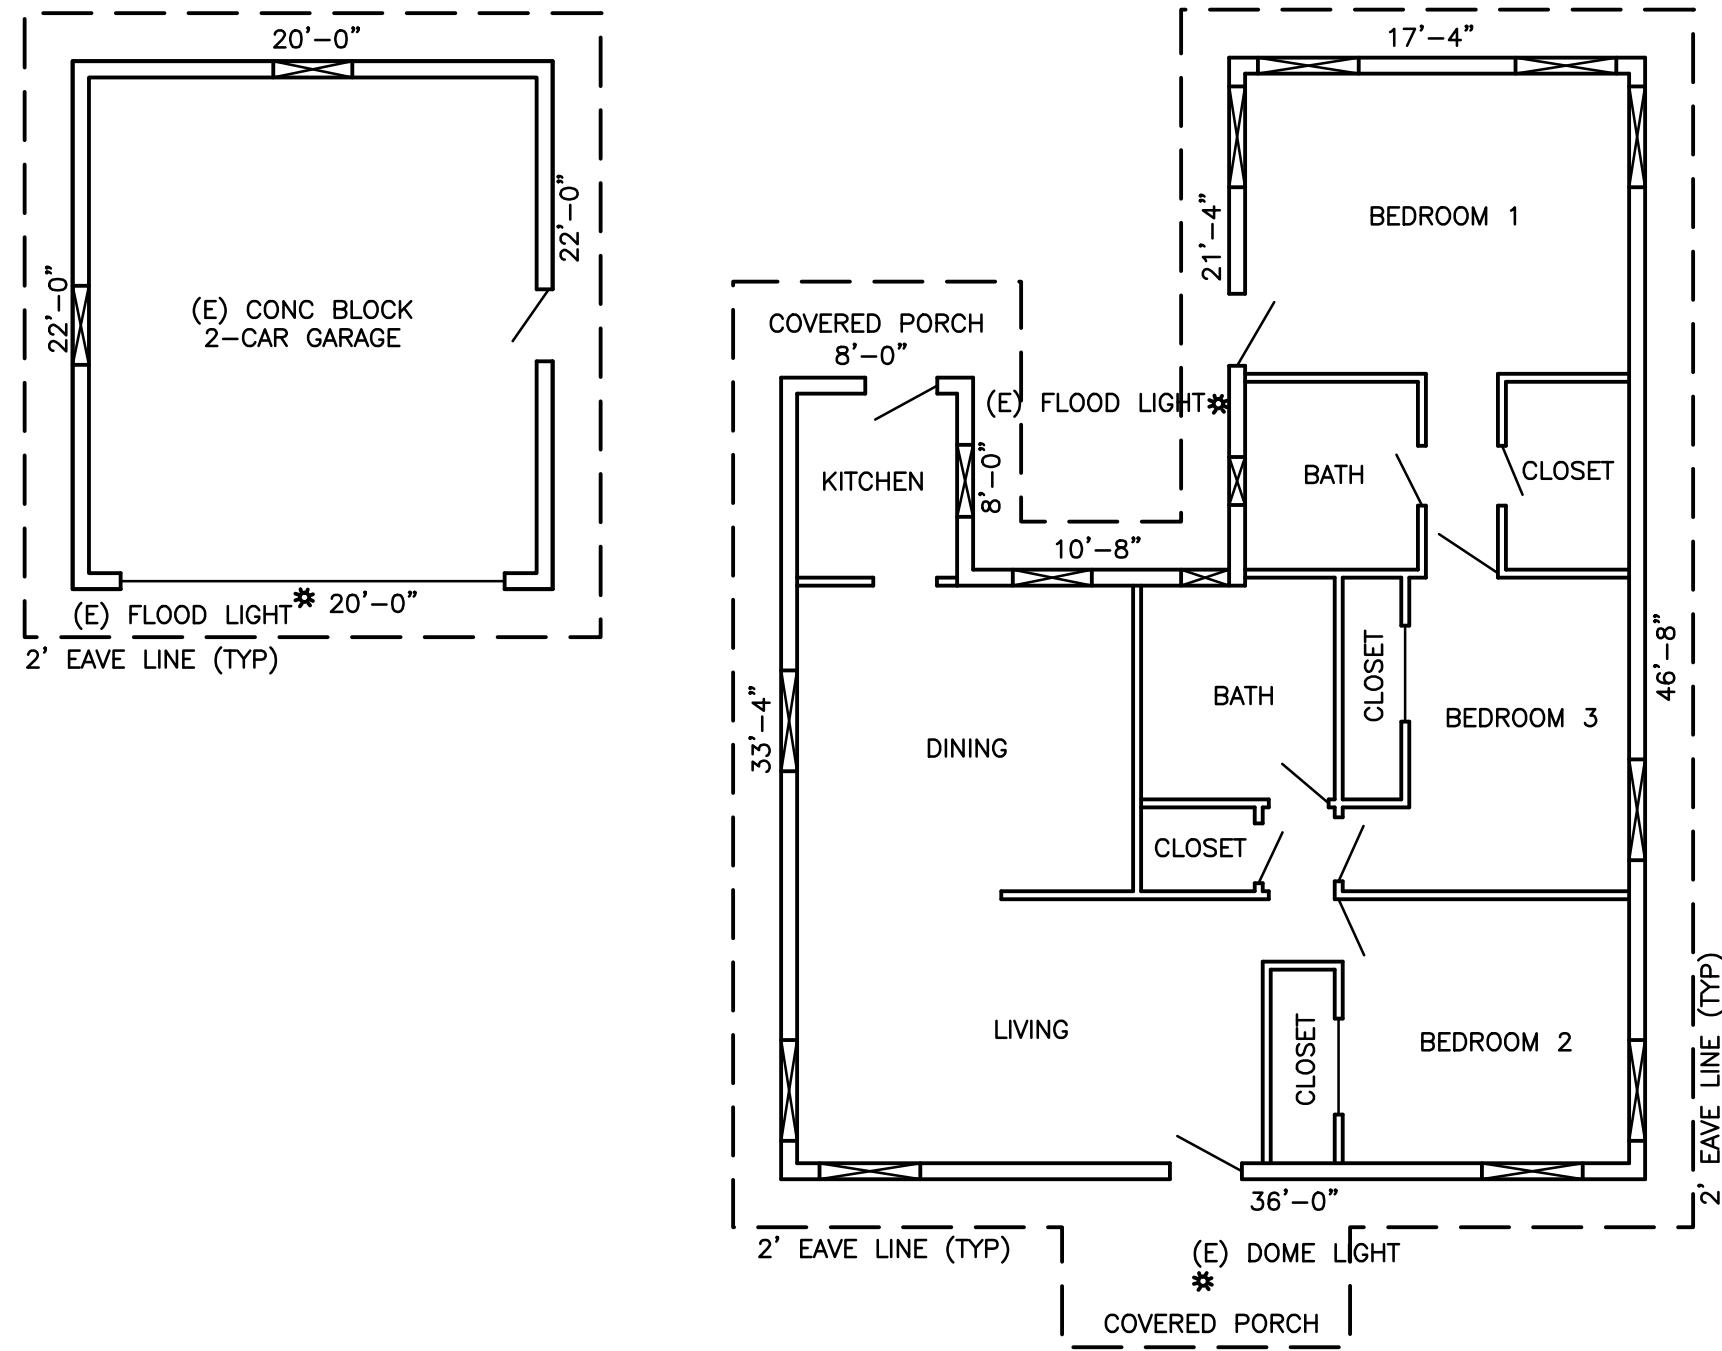 20'-0"
22'-0"
22'-0"
(E) CONC BLOCK
2-CAR GARAGE
(E) FLOOD LIGHT
20'-0"
2' EAVE LINE (TYP)
17'-4"
21'-4"
BEDROOM 1
COVERED PORCH
8'-0"
(E) FLOOD LIGHT
KITCHEN
8'-0"
BATH
CLOSET
10'-8"
33'-4"
DINING
BATH
CLOSET
BEDROOM 3
46'-8"
CLOSET
LIVING
CLOSET
BEDROOM 2
2' EAVE LINE (TYP)
36'-0"
2' EAVE LINE (TYP)
(E) DOME LIGHT
COVERED PORCH